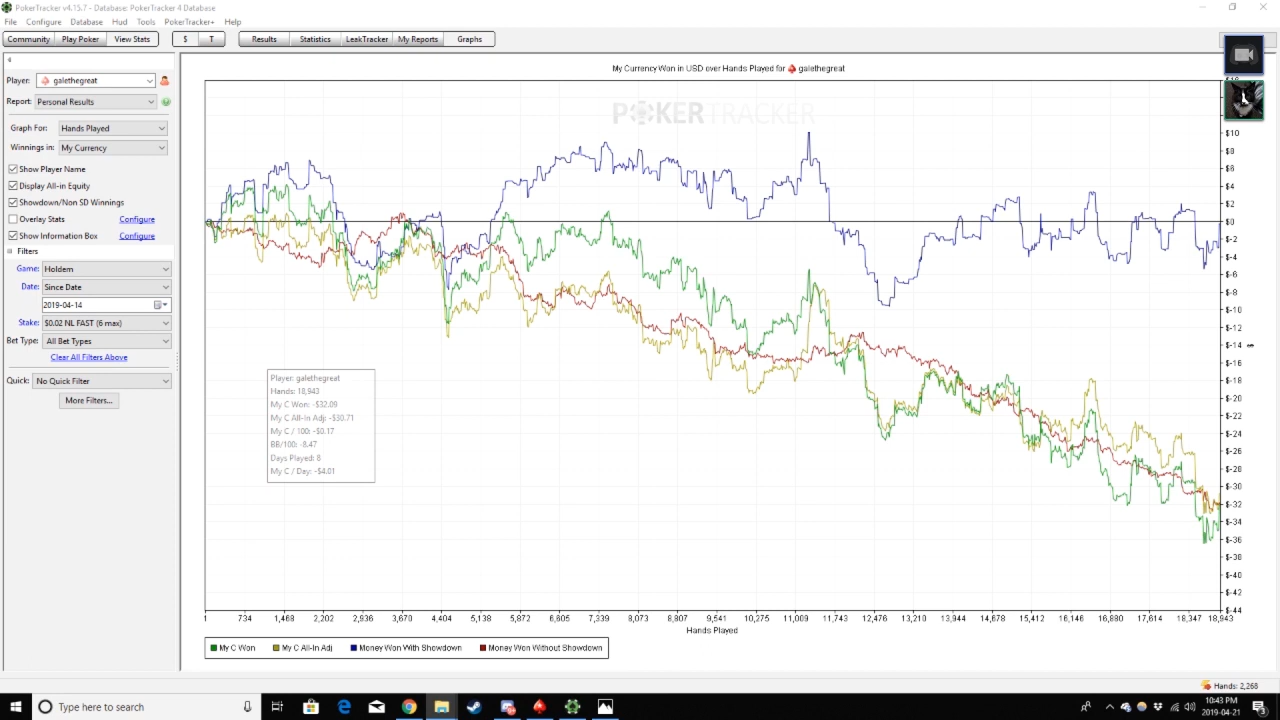 PokerTracker v4.15.7 - Database: PokerTracker 4 Database
File Configure Database Hud Tools PokerTracker+ Help
Community Play Poker View Stats $ T Results Statistics LeakTracker My Reports Graphs
Player: galethegreat
Report: Personal Results
Graph For: Hands Played
Winnings in: My Currency
Show Player Name
Display All-in Equity
Showdown/Non SD Winnings
Overlay Stats Configure
Show Information Box Configure
Filters
Game: Holdem
Date: Since Date
2019-04-14
Stake: $0.02 NL FAST (6 max)
Bet Type: All Bet Types
Clear All Filters Above
Quick: No Quick Filter
More Filters...
My Currency Won in USD over Hands Played for galethegreat
POKERTRACKER
Player: galethegreat
Hands: 18,943
My C Won: -$32.09
My C All-In Adj: -$30.71
My C / 100: -$0.17
BB/100: -8.47
Days Played: 8
My C / Day: -$4.01
$10
$8
$6
$4
$2
$0
$-2
$-4
$-6
$-8
$-10
$-12
$-14
$-16
$-18
$-20
$-22
$-24
$-26
$-28
$-30
$-32
$-34
$-36
$-38
$-40
$-42
$-44
$
1 734 1,468 2,202 2,936 3,670 4,404 5,138 5,872 6,605 7,339 8,073 8,807 9,541 10,275 11,009 11,743 12,476 13,210 13,944 14,678 15,412 16,146 16,880 17,614 18,347 18,943
Hands Played
My C Won My C All-In Adj Money Won With Showdown Money Won Without Showdown
Hands: 2,268
Type here to search
10:43 PM
2019-04-21